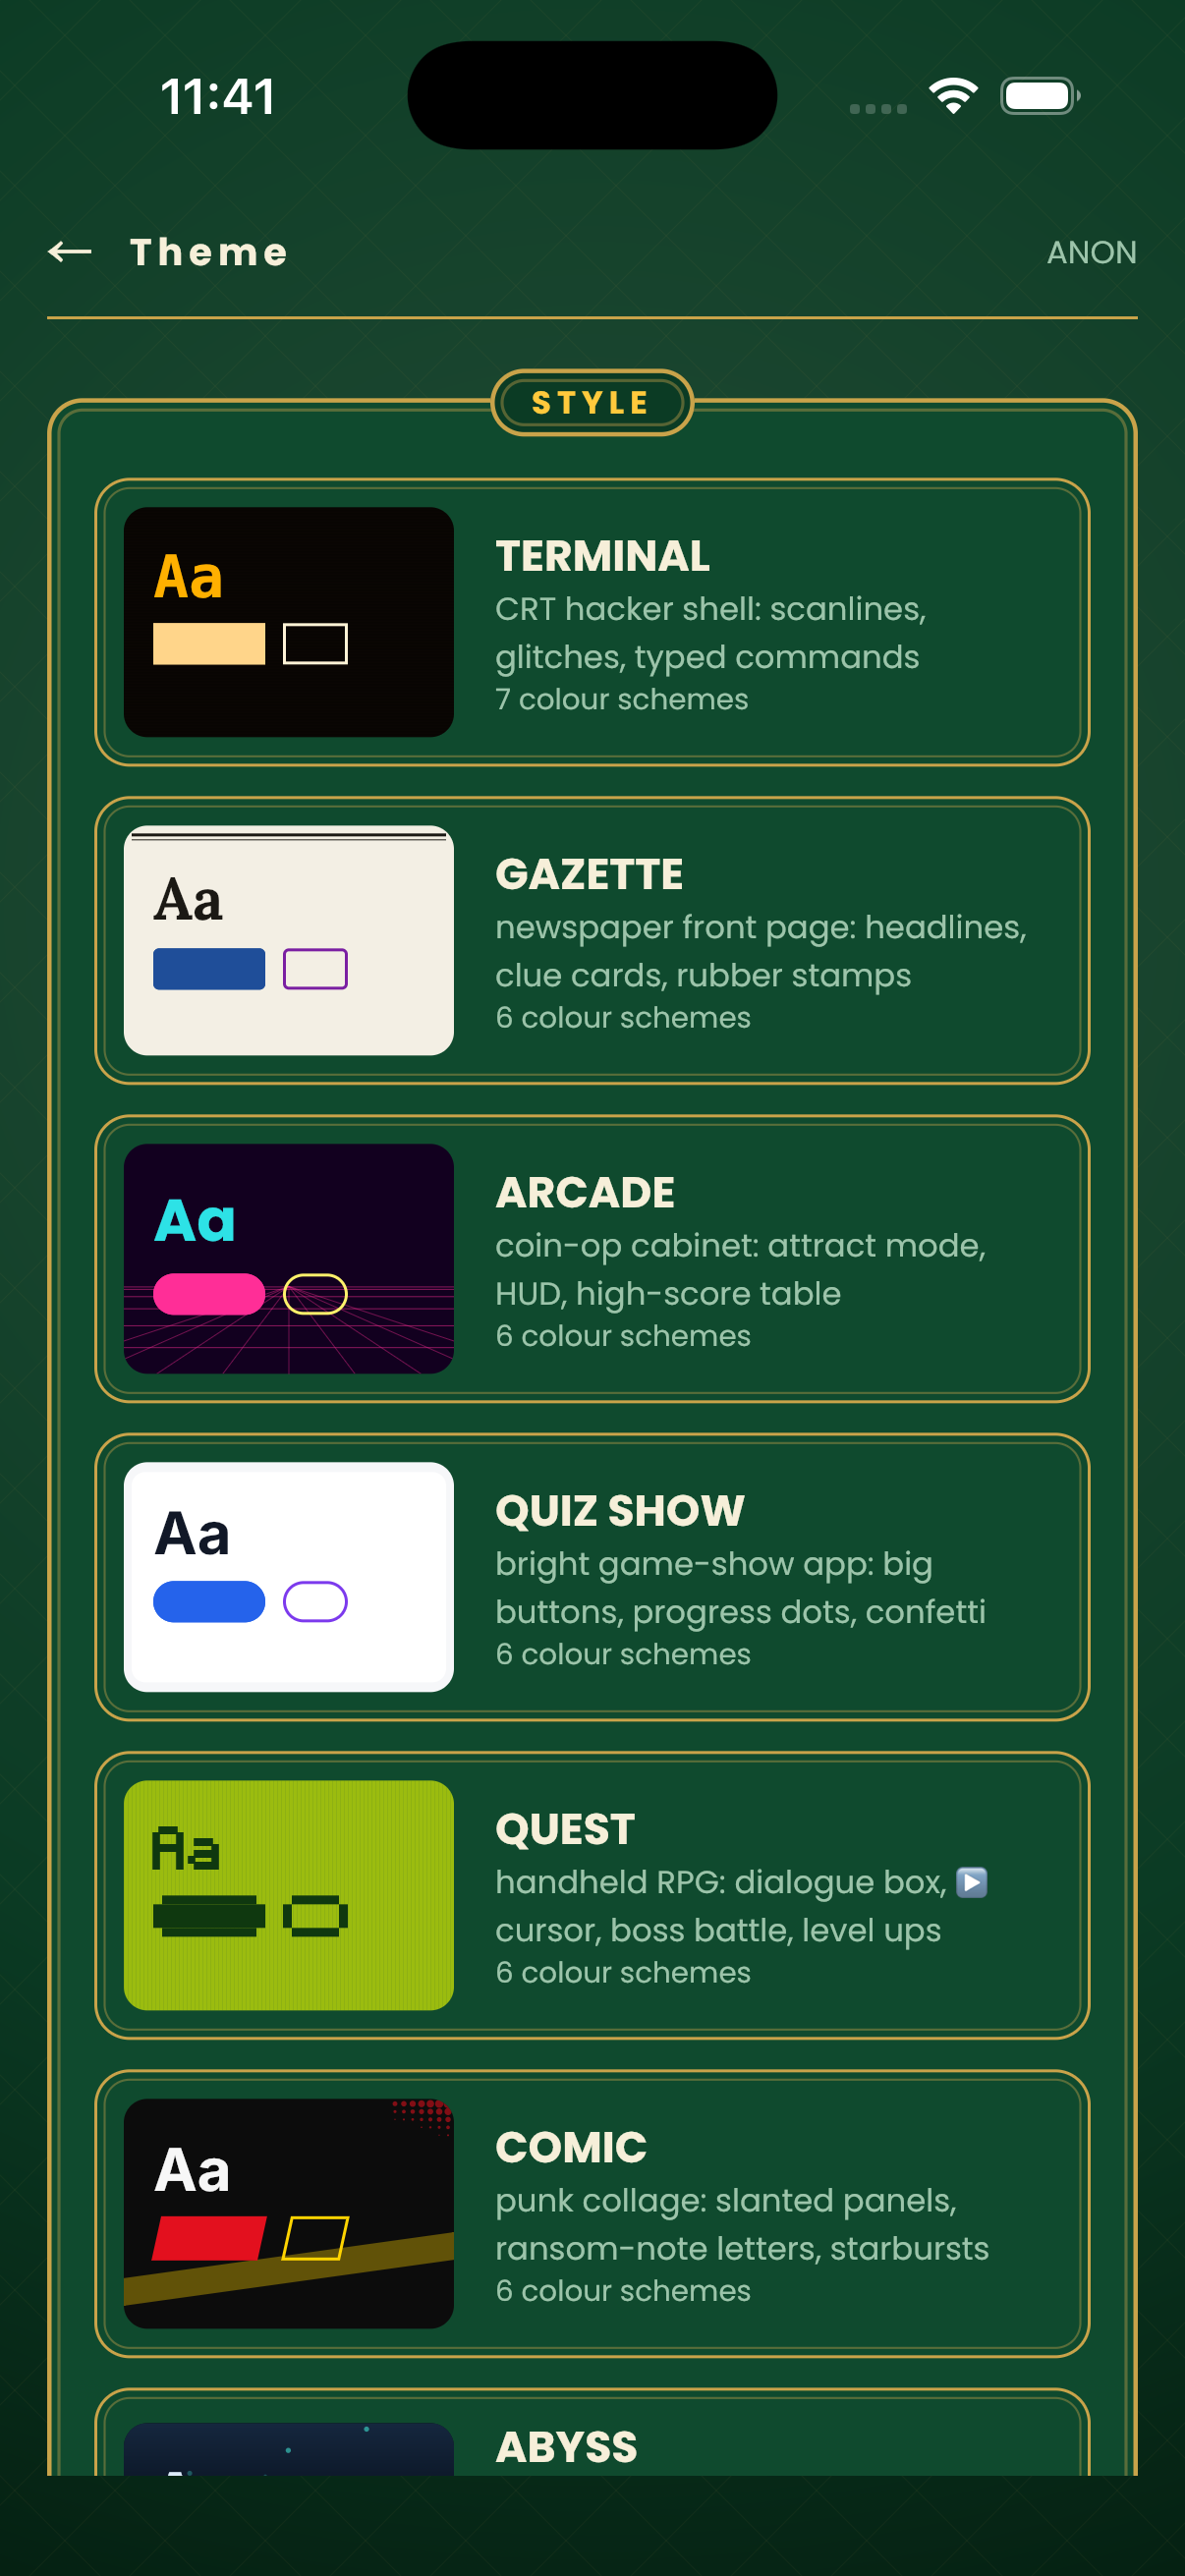 11:41
← Theme
ANON
STYLE
Aa
TERMINAL
CRT hacker shell: scanlines,
glitches, typed commands
7 colour schemes
Aa
GAZETTE
newspaper front page: headlines,
clue cards, rubber stamps
6 colour schemes
Aa
ARCADE
coin-op cabinet: attract mode,
HUD, high-score table
6 colour schemes
Aa
QUIZ SHOW
bright game-show app: big
buttons, progress dots, confetti
6 colour schemes
Aa
QUEST
handheld RPG: dialogue box, ▶️
cursor, boss battle, level ups
6 colour schemes
Aa
COMIC
punk collage: slanted panels,
ransom-note letters, starbursts
6 colour schemes
ABYSS